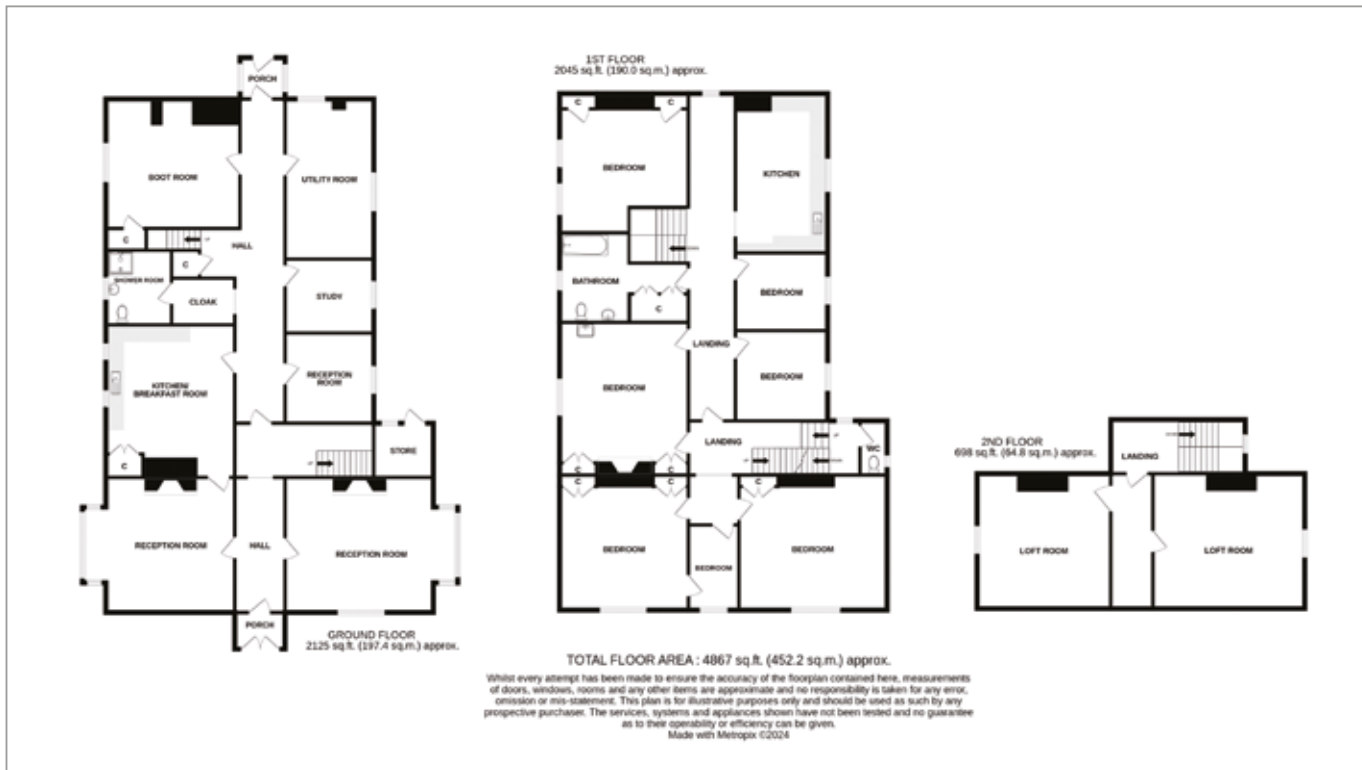 PORCH
BOOT ROOM
UTILITY ROOM
C
UP
HALL
C
SHOWER ROOM
CLOAK
STUDY
KITCHEN/
BREAKFAST ROOM
RECEPTION
ROOM
C
UP
STORE
RECEPTION ROOM
HALL
RECEPTION ROOM
PORCH
GROUND FLOOR
2125 sq.ft. (197.4 sq.m.) approx.
1ST FLOOR
2045 sq.ft. (190.0 sq.m.) approx.
C
C
BEDROOM
KITCHEN
DOWN
BATHROOM
C
BEDROOM
LANDING
BEDROOM
BEDROOM
LANDING
UP
UP
DOWN
WC
C
C
C
C
C
BEDROOM
BEDROOM
BEDROOM
2ND FLOOR
698 sq.ft. (64.8 sq.m.) approx.
LANDING
DOWN
LOFT ROOM
LOFT ROOM
TOTAL FLOOR AREA : 4867 sq.ft. (452.2 sq.m.) approx.
Whilst every attempt has been made to ensure the accuracy of the floorplan contained here, measurements
of doors, windows, rooms and any other items are approximate and no responsibility is taken for any error,
omission or mis-statement. This plan is for illustrative purposes only and should be used as such by any
prospective purchaser. The services, systems and appliances shown have not been tested and no guarantee
as to their operability or efficiency can be given.
Made with Metropix ©2024